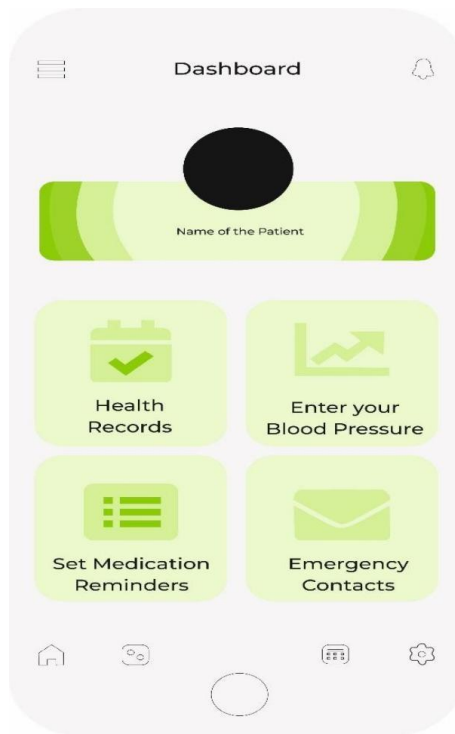 Dashboard
Name of the Patient
Health
Records
Enter your
Blood Pressure
Set Medication
Reminders
Emergency
Contacts